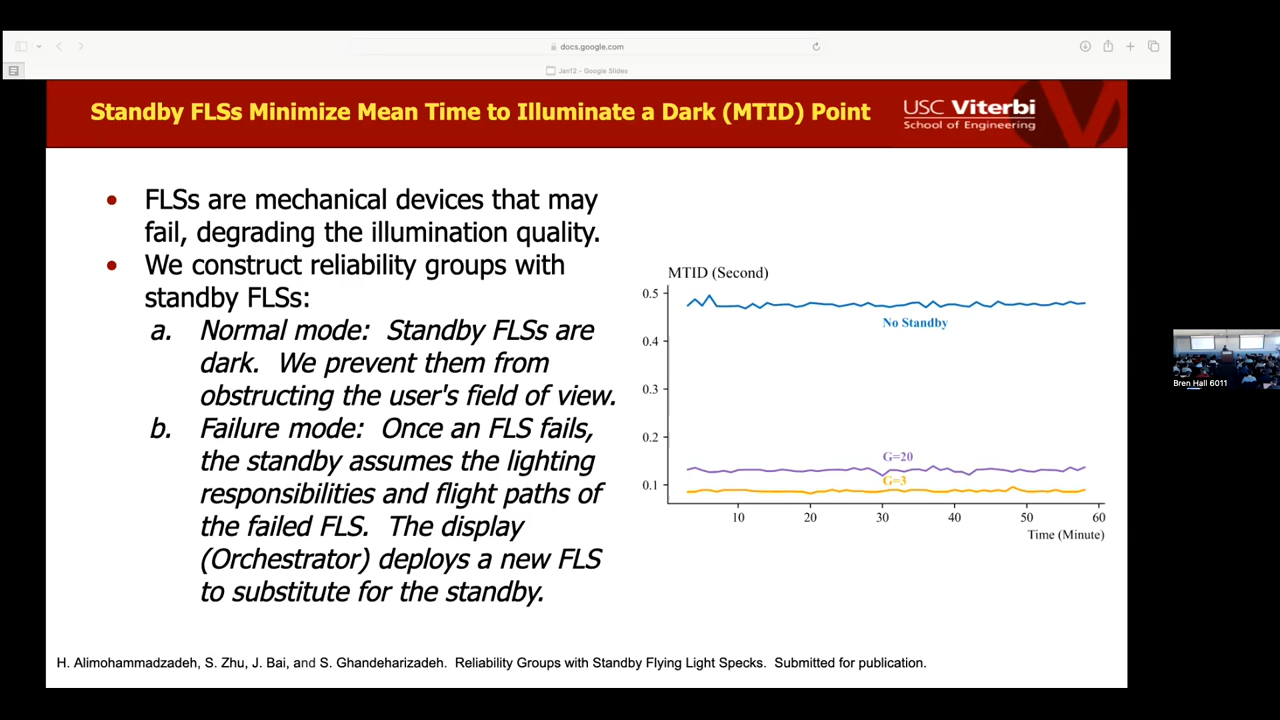 docs.google.com
Jan12 - Google Slides
Standby FLSs Minimize Mean Time to Illuminate a Dark (MTID) Point
USC Viterbi
School of Engineering
• FLSs are mechanical devices that may
fail, degrading the illumination quality.
• We construct reliability groups with
standby FLSs:
a. Normal mode: Standby FLSs are
dark. We prevent them from
obstructing the user's field of view.
b. Failure mode: Once an FLS fails,
the standby assumes the lighting
responsibilities and flight paths of
the failed FLS. The display
(Orchestrator) deploys a new FLS
to substitute for the standby.
MTID (Second)
0.5
No Standby
0.4
0.3
0.2
G=20
G=3
0.1
10 20 30 40 50 60
Time (Minute)
Bren Hall 6011
H. Alimohammadzadeh, S. Zhu, J. Bai, and S. Ghandeharizadeh. Reliability Groups with Standby Flying Light Specks. Submitted for publication.